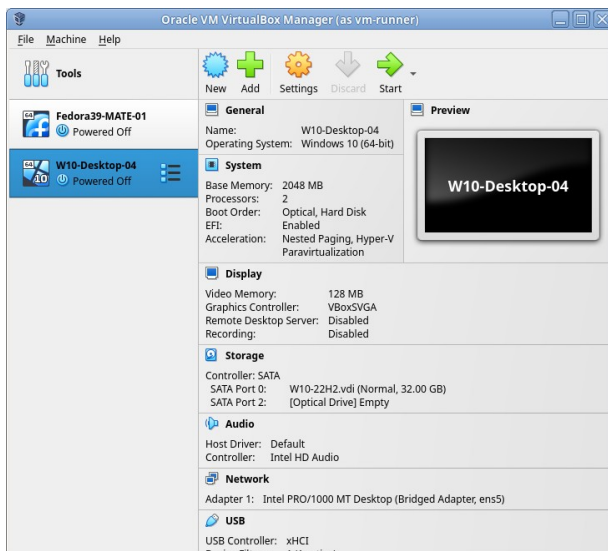 Oracle VM VirtualBox Manager (as vm-runner)
File Machine Help
Tools
New Add Settings Discard Start
64
Fedora39-MATE-01
Powered Off
64
10
W10-Desktop-04
Powered Off
General
Name: W10-Desktop-04
Operating System: Windows 10 (64-bit)
Preview
W10-Desktop-04
System
Base Memory: 2048 MB
Processors: 2
Boot Order: Optical, Hard Disk
EFI: Enabled
Acceleration: Nested Paging, Hyper-V
Paravirtualization
Display
Video Memory: 128 MB
Graphics Controller: VBoxSVGA
Remote Desktop Server: Disabled
Recording: Disabled
Storage
Controller: SATA
SATA Port 0: W10-22H2.vdi (Normal, 32.00 GB)
SATA Port 2: [Optical Drive] Empty
Audio
Host Driver: Default
Controller: Intel HD Audio
Network
Adapter 1: Intel PRO/1000 MT Desktop (Bridged Adapter, ens5)
USB
USB Controller: xHCI